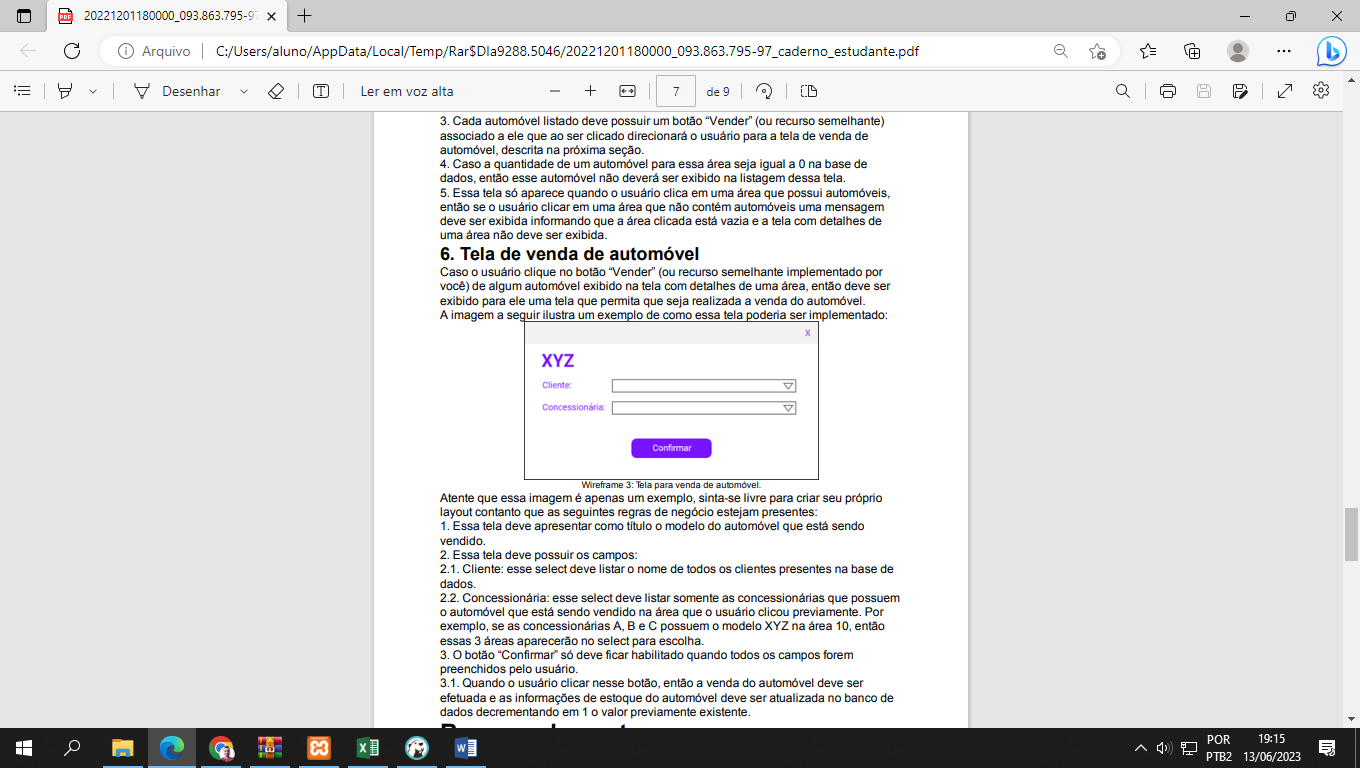 20221201180000_093.863.795-97
Arquivo
C:/Users/aluno/AppData/Local/Temp/Rar$DIa9288.5046/20221201180000_093.863.795-97_caderno_estudante.pdf
Desenhar
Ler em voz alta
7
de 9
3. Cada automóvel listado deve possuir um botão “Vender” (ou recurso semelhante)
associado a ele que ao ser clicado direcionará o usuário para a tela de venda de
automóvel, descrita na próxima seção.
4. Caso a quantidade de um automóvel para essa área seja igual a 0 na base de
dados, então esse automóvel não deverá ser exibido na listagem dessa tela.
5. Essa tela só aparece quando o usuário clica em uma área que possui automóveis,
então se o usuário clicar em uma área que não contém automóveis uma mensagem
deve ser exibida informando que a área clicada está vazia e a tela com detalhes de
uma área não deve ser exibida.
6. Tela de venda de automóvel
Caso o usuário clique no botão “Vender” (ou recurso semelhante implementado por
você) de algum automóvel exibido na tela com detalhes de uma área, então deve ser
exibido para ele uma tela que permita que seja realizada a venda do automóvel.
A imagem a seguir ilustra um exemplo de como essa tela poderia ser implementado:
X
XYZ
Cliente:
Concessionária:
Confirmar
Wireframe 3: Tela para venda de automóvel.
Atente que essa imagem é apenas um exemplo, sinta-se livre para criar seu próprio
layout contanto que as seguintes regras de negócio estejam presentes:
1. Essa tela deve apresentar como título o modelo do automóvel que está sendo
vendido.
2. Essa tela deve possuir os campos:
2.1. Cliente: esse select deve listar o nome de todos os clientes presentes na base de
dados.
2.2. Concessionária: esse select deve listar somente as concessionárias que possuem
o automóvel que está sendo vendido na área que o usuário clicou previamente. Por
exemplo, se as concessionárias A, B e C possuem o modelo XYZ na área 10, então
essas 3 áreas aparecerão no select para escolha.
3. O botão “Confirmar” só deve ficar habilitado quando todos os campos forem
preenchidos pelo usuário.
3.1. Quando o usuário clicar nesse botão, então a venda do automóvel deve ser
efetuada e as informações de estoque do automóvel deve ser atualizada no banco de
dados decrementando em 1 o valor previamente existente.
POR
PTB2
19:15
13/06/2023